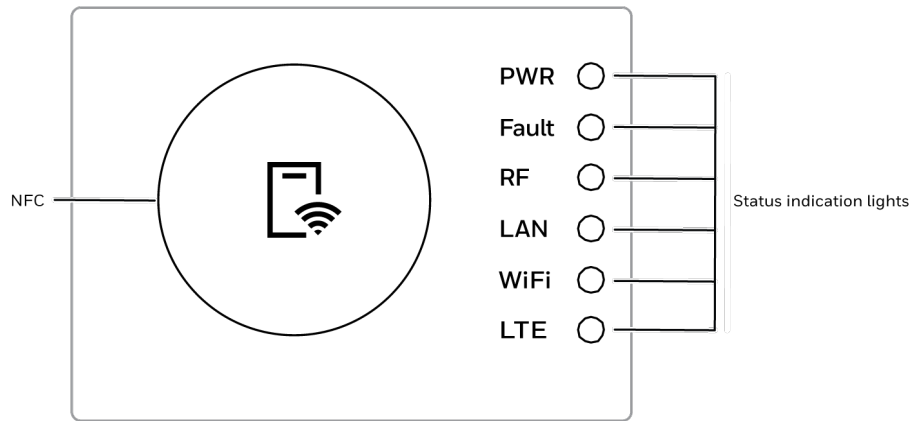 PWR
Fault
RF
NFC
LAN
Status indication lights
WiFi
LTE